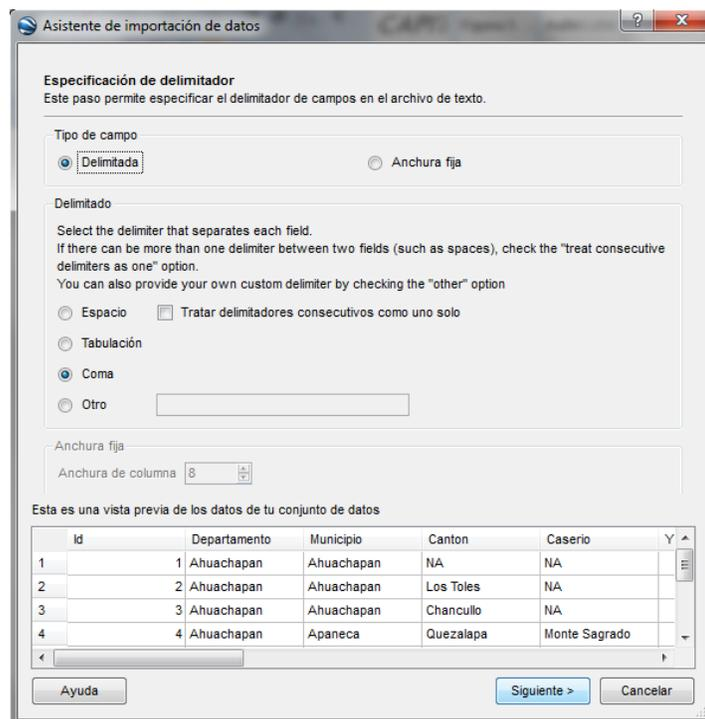 Asistente de importación de datos
?
X
Especificación de delimitador
Este paso permite especificar el delimitador de campos en el archivo de texto.
Tipo de campo
Delimitada Anchura fija
Delimitado
Select the delimiter that separates each field.
If there can be more than one delimiter between two fields (such as spaces), check the "treat consecutive
delimiters as one" option.
You can also provide your own custom delimiter by checking the "other" option
Espacio Tratar delimitadores consecutivos como uno solo
Tabulación
Coma
Otro
Anchura fija
Anchura de columna 8
Esta es una vista previa de los datos de tu conjunto de datos
Id Departamento Municipio Canton Caserio Y
1 1 Ahuachapan Ahuachapan NA NA
2 2 Ahuachapan Ahuachapan Los Toles NA
3 3 Ahuachapan Ahuachapan Chancullo NA
4 4 Ahuachapan Apaneca Quezalapa Monte Sagrado
Ayuda Siguiente > Cancelar